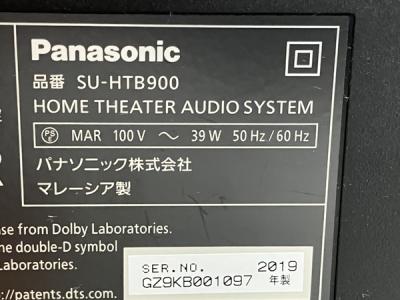 Panasonic
品番 SU-HTB900
HOME THEATER AUDIO SYSTEM
PS E MAR 100 V ～ 39 W 50 Hz / 60 Hz
パナソニック株式会社
マレーシア製
se from Dolby Laboratories.
he double-D symbol
Laboratories.
://patents.dts.com.
SER.NO. 2019
GZ9KB001097 年製